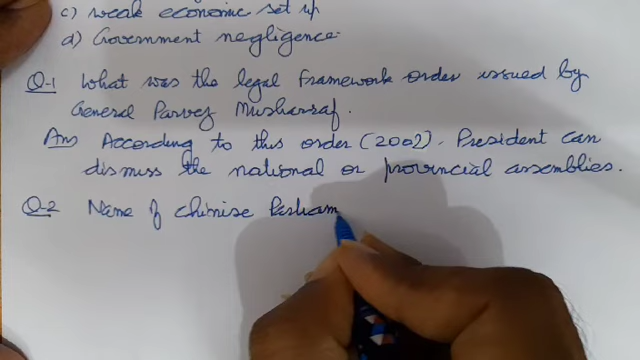 c) weak economic set up
d) Government negligence.
Q-1 What was the legal framework order issued by
General Parvez Musharraf.
Ans According to this order (2002). President can
dismiss the national or provincial assemblies.
Q-2 Name of chinise Parliam